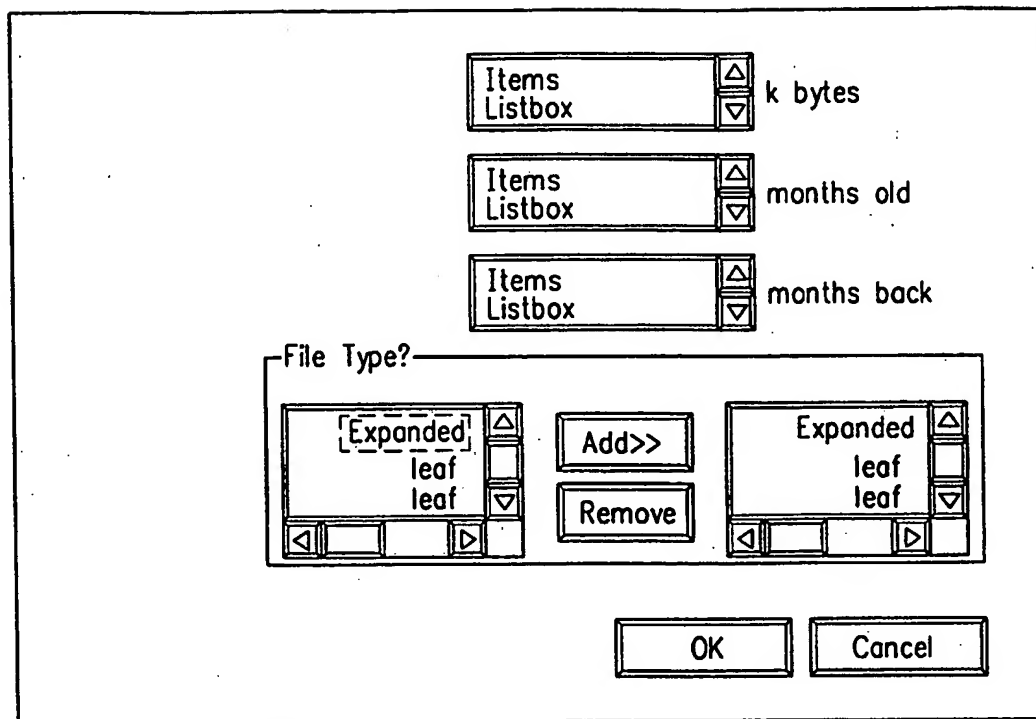 Items
Listbox
k bytes
Items
Listbox
months old
Items
Listbox
months back
File Type?
Expanded
leaf
leaf
Add>>
Remove
Expanded
leaf
leaf
OK
Cancel